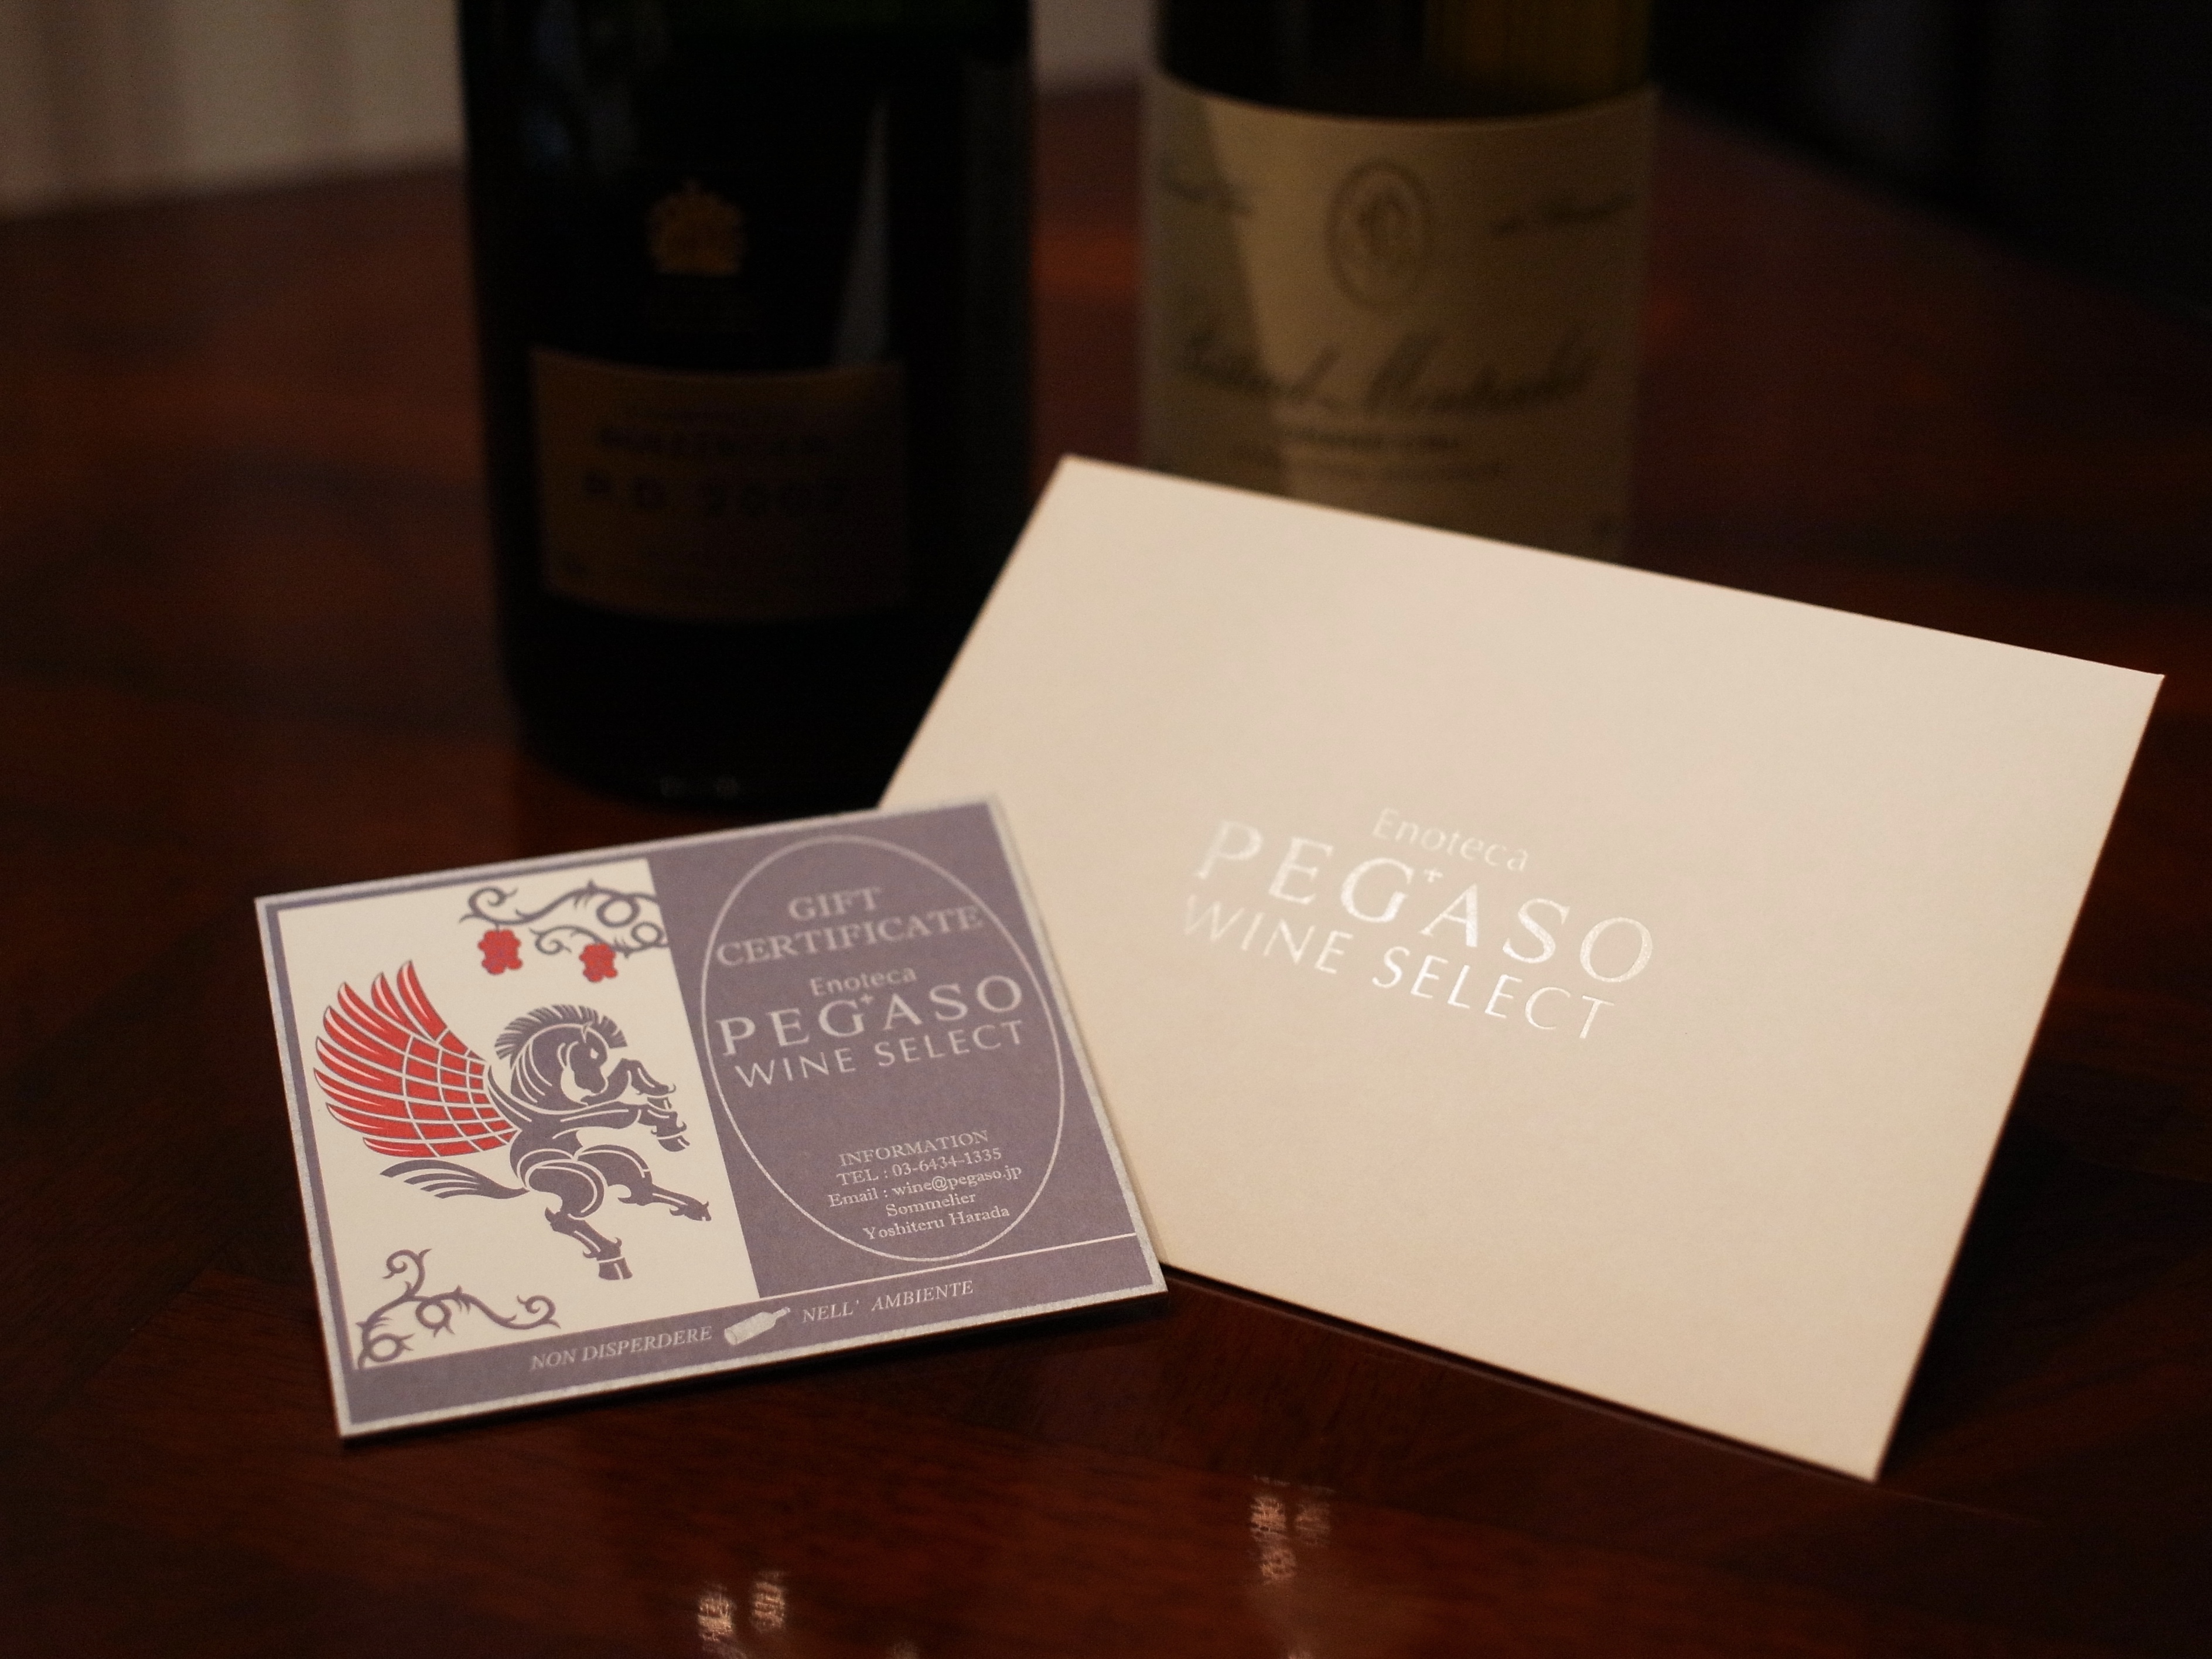 R.D. 2002
Enoteca
PEGASO
WINE SELECT
GIFT
CERTIFICATE
Enoteca
PEGASO
WINE SELECT
INFORMATION
TEL : 03-6434-1335
Email : wine@pegaso.jp
Sommelier
Yoshiteru Harada
NON DISPERDERE NELL' AMBIENTE